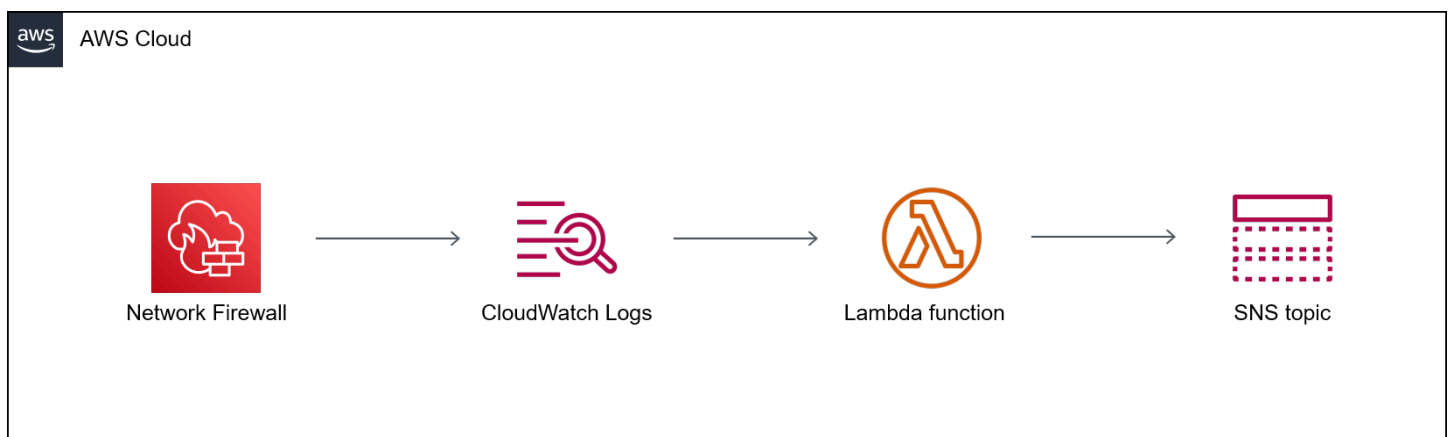 aws
AWS Cloud
Network Firewall
CloudWatch Logs
Lambda function
SNS topic